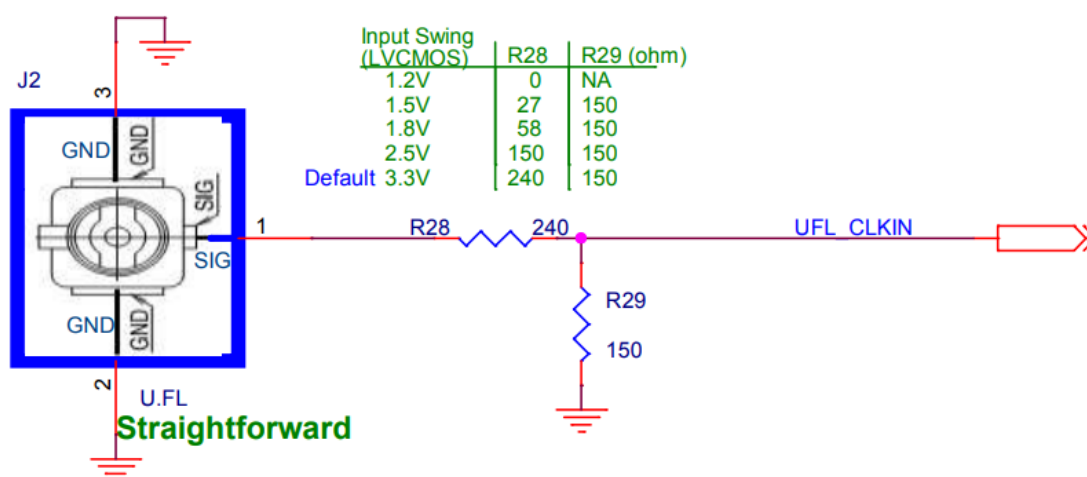 Input Swing
(LVCMOS) R28 R29 (ohm)
1.2V 0 NA
1.5V 27 150
1.8V 58 150
2.5V 150 150
Default 3.3V 240 150
J2
3
GND
GND
SIG
1
R28 240
UFL_CLKIN
SIG
R29
150
GND
GND
2
U.FL
Straightforward